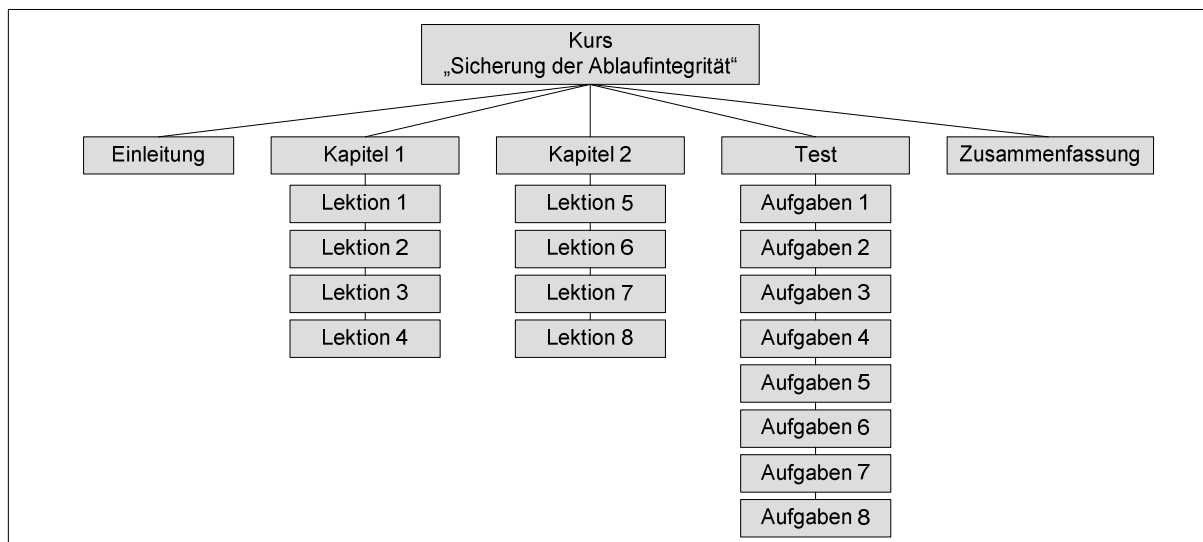 Kurs
„Sicherung der Ablaufintegrität“
Einleitung
Kapitel 1
Kapitel 2
Test
Zusammenfassung
Lektion 1
Lektion 5
Aufgaben 1
Lektion 2
Lektion 6
Aufgaben 2
Lektion 3
Lektion 7
Aufgaben 3
Lektion 4
Lektion 8
Aufgaben 4
Aufgaben 5
Aufgaben 6
Aufgaben 7
Aufgaben 8